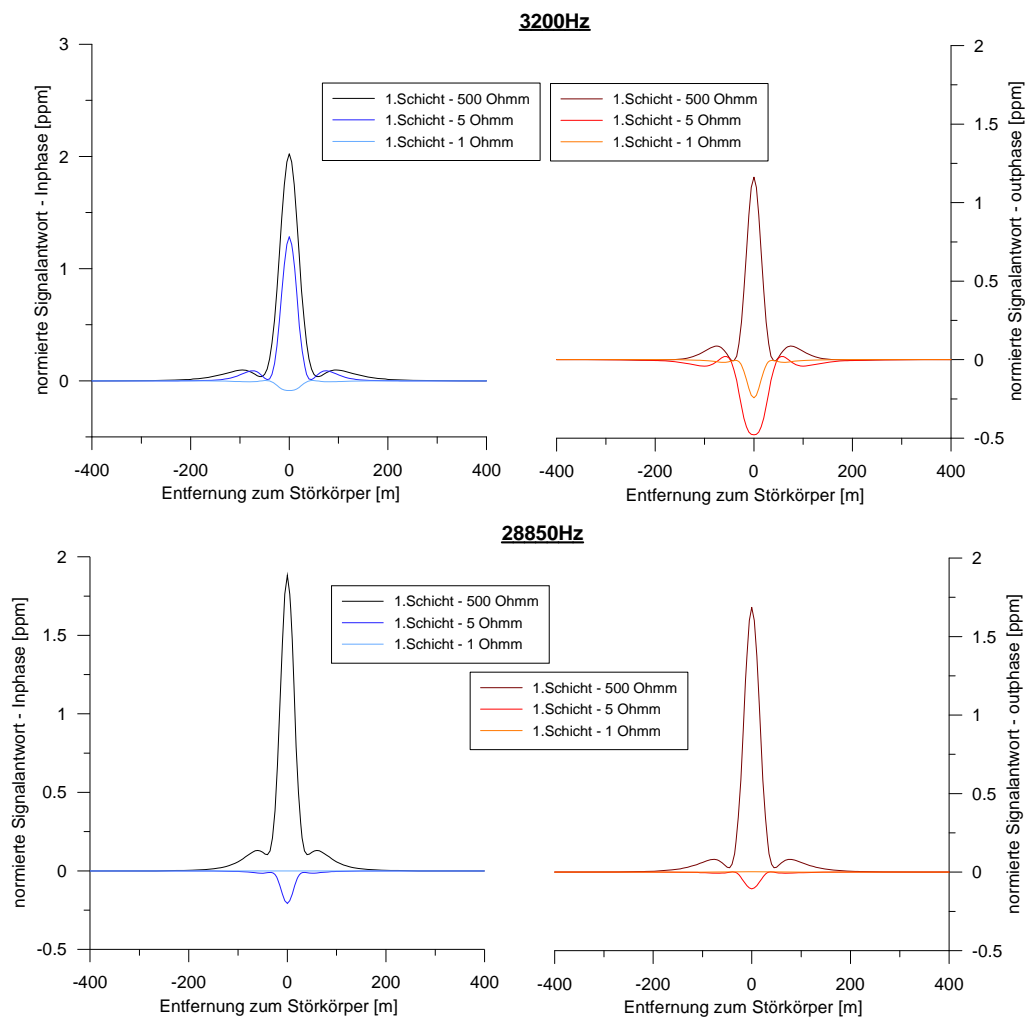 3200Hz
3
2
1
0
normierte Signalantwort - Inphase [ppm]
-400 -200 0 200 400
Entfernung zum Störkörper [m]
1.Schicht - 500 Ohmm
1.Schicht - 5 Ohmm
1.Schicht - 1 Ohmm
1.Schicht - 500 Ohmm
1.Schicht - 5 Ohmm
1.Schicht - 1 Ohmm
2
1.5
1
0.5
0
-0.5
normierte Signalantwort - outphase [ppm]
-400 -200 0 200 400
Entfernung zum Störkörper [m]
28850Hz
2
1.5
1
0.5
0
-0.5
normierte Signalantwort - Inphase [ppm]
-400 -200 0 200 400
Entfernung zum Störkörper [m]
1.Schicht - 500 Ohmm
1.Schicht - 5 Ohmm
1.Schicht - 1 Ohmm
1.Schicht - 500 Ohmm
1.Schicht - 5 Ohmm
1.Schicht - 1 Ohmm
2
1.5
1
0.5
0
-0.5
normierte Signalantwort - outphase [ppm]
-400 -200 0 200 400
Entfernung zum Störkörper [m]